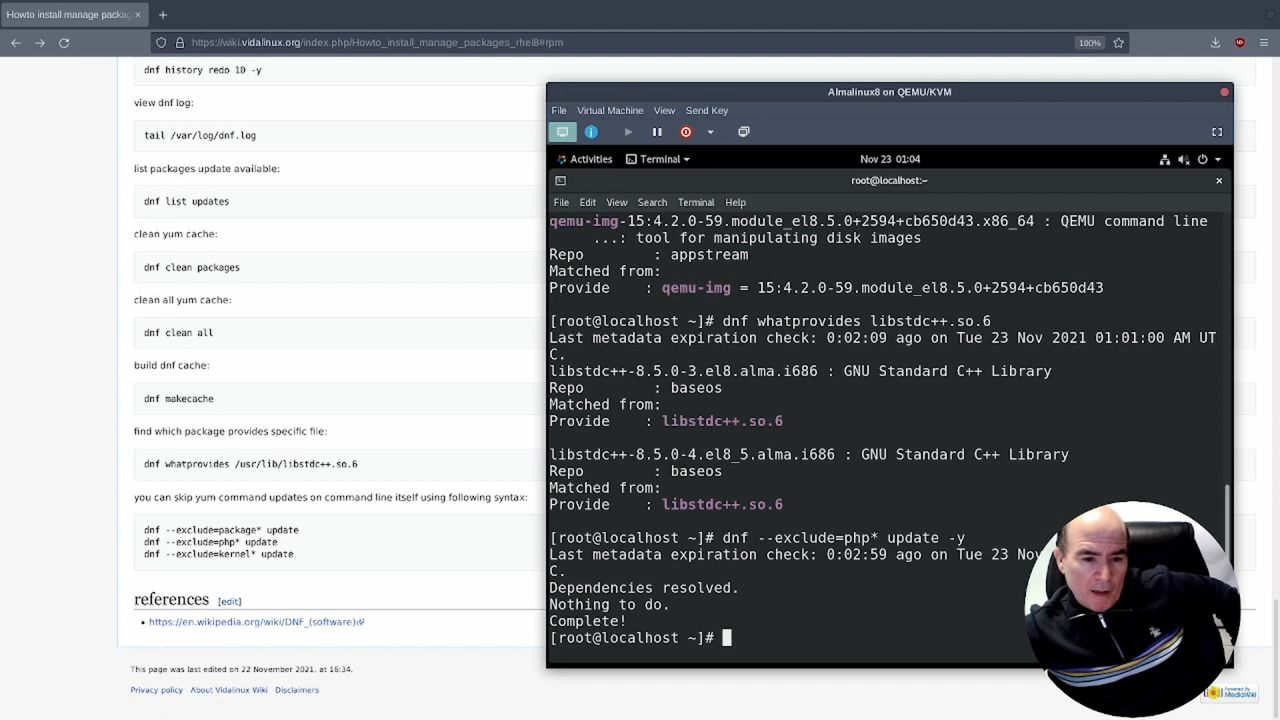 Howto install manage packag
https://wiki.vidalinux.org/index.php/Howto_install_manage_packages_rhel8#rpm
100%
dnf history redo 10 -y
view dnf log:
tail /var/log/dnf.log
list packages update available:
dnf list updates
clean yum cache:
dnf clean packages
clean all yum cache:
dnf clean all
build dnf cache:
dnf makecache
find which package provides specific file:
dnf whatprovides /usr/lib/libstdc++.so.6
you can skip yum command updates on command line itself using following syntax:
dnf --exclude=package* update
dnf --exclude=php* update
dnf --exclude=kernel* update
references [edit]
https://en.wikipedia.org/wiki/DNF_(software)
This page was last edited on 22 November 2021, at 16:34.
Privacy policy About Vidalinux Wiki Disclaimers
Almalinux8 on QEMU/KVM
File Virtual Machine View Send Key
Activities Terminal Nov 23 01:04
root@localhost:~
File Edit View Search Terminal Help
qemu-img-15:4.2.0-59.module_el8.5.0+2594+cb650d43.x86_64 : QEMU command line
...: tool for manipulating disk images
Repo : appstream
Matched from:
Provide : qemu-img = 15:4.2.0-59.module_el8.5.0+2594+cb650d43
[root@localhost ~]# dnf whatprovides libstdc++.so.6
Last metadata expiration check: 0:02:09 ago on Tue 23 Nov 2021 01:01:00 AM UT
C.
libstdc++-8.5.0-3.el8.alma.i686 : GNU Standard C++ Library
Repo : baseos
Matched from:
Provide : libstdc++.so.6
libstdc++-8.5.0-4.el8_5.alma.i686 : GNU Standard C++ Library
Repo : baseos
Matched from:
Provide : libstdc++.so.6
[root@localhost ~]# dnf --exclude=php* update -y
Last metadata expiration check: 0:02:59 ago on Tue 23 No
C.
Dependencies resolved.
Nothing to do.
Complete!
[root@localhost ~]#
Powered By
MediaWiki